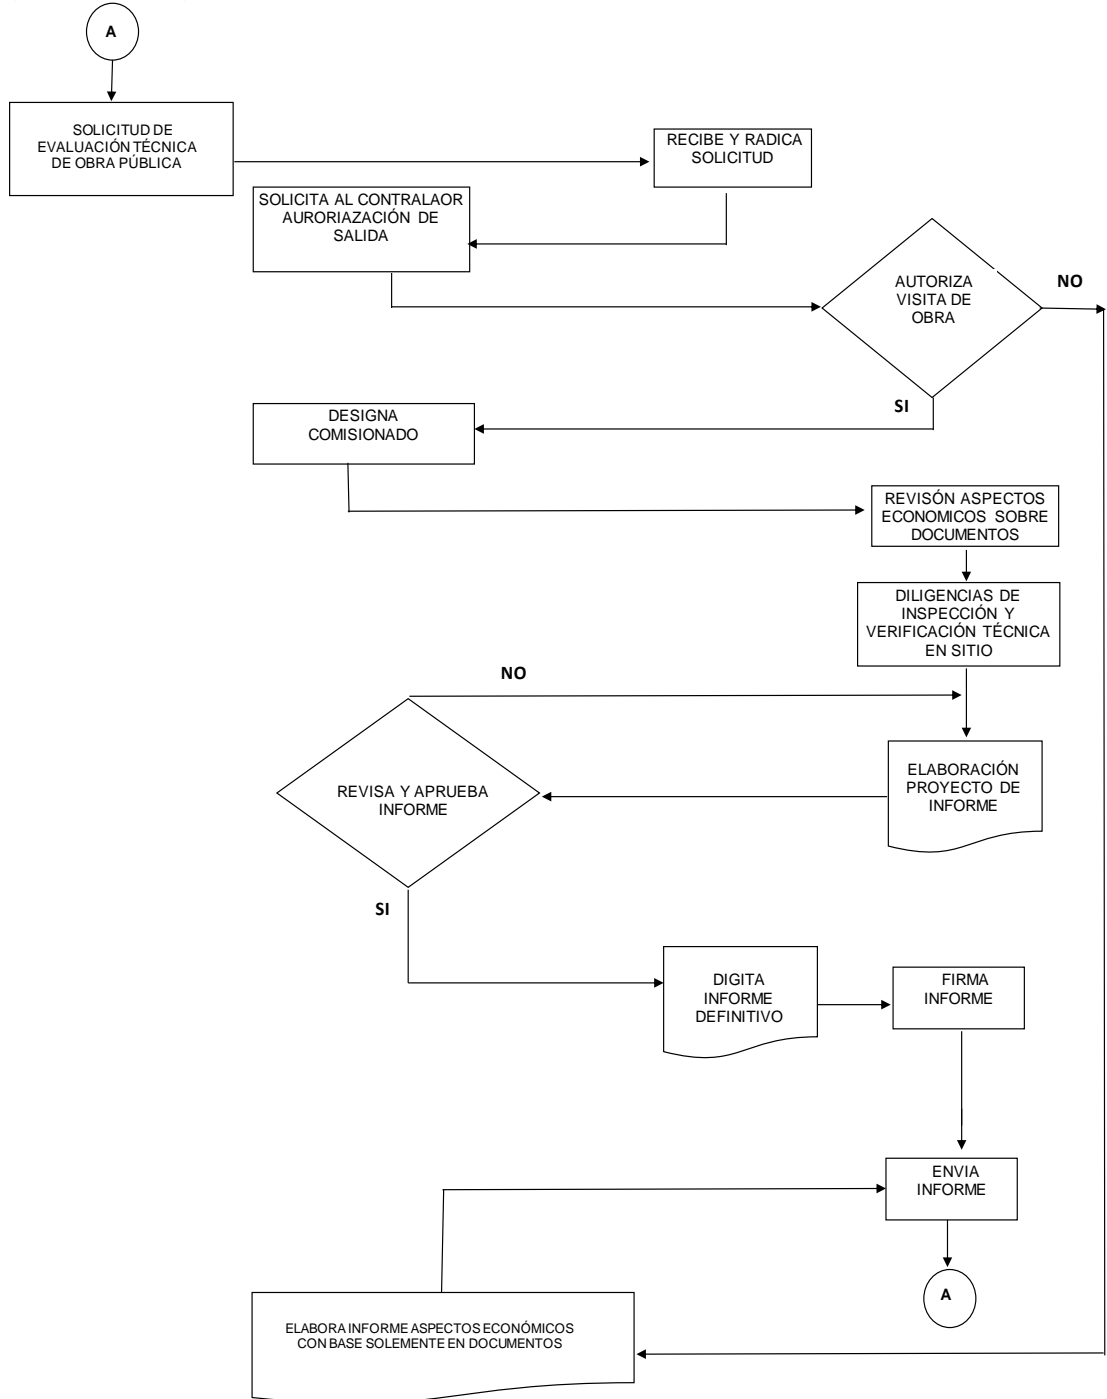 A
SOLICITUD DE
EVALUACIÓN TÉCNICA
DE OBRA PÚBLICA
RECIBE Y RADICA
SOLICITUD
SOLICITA AL CONTRALAOR
AURORIAZACIÓN DE
SALIDA
AUTORIZA
VISITA DE
OBRA
NO
SI
DESIGNA
COMISIONADO
REVISÓN ASPECTOS
ECONOMICOS SOBRE
DOCUMENTOS
DILIGENCIAS DE
INSPECCIÓN Y
VERIFICACIÓN TÉCNICA
EN SITIO
NO
ELABORACIÓN
PROYECTO DE
INFORME
REVISA Y APRUEBA
INFORME
SI
DIGITA
INFORME
DEFINITIVO
FIRMA
INFORME
ENVIA
INFORME
A
ELABORA INFORME ASPECTOS ECONÓMICOS
CON BASE SOLEMENTE EN DOCUMENTOS